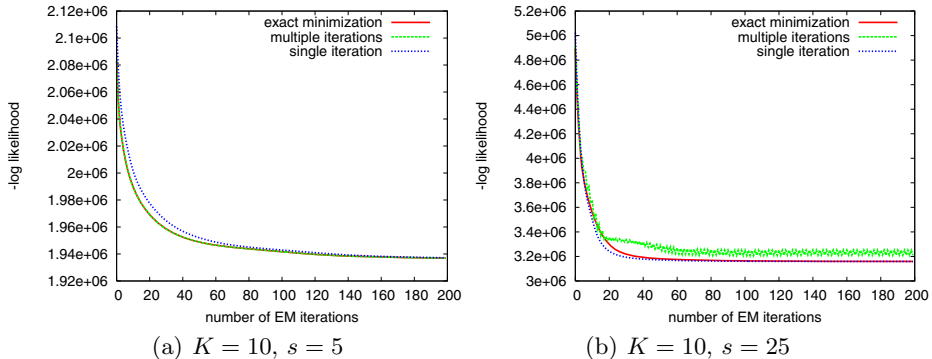 2.12e+06
2.1e+06
2.08e+06
2.06e+06
2.04e+06
2.02e+06
2e+06
1.98e+06
1.96e+06
1.94e+06
1.92e+06
-log likelihood
exact minimization
multiple iterations
single iteration
0 20 40 60 80 100 120 140 160 180 200
number of EM iterations
(a) K = 10, s = 5
5.2e+06
5e+06
4.8e+06
4.6e+06
4.4e+06
4.2e+06
4e+06
3.8e+06
3.6e+06
3.4e+06
3.2e+06
3e+06
-log likelihood
exact minimization
multiple iterations
single iteration
0 20 40 60 80 100 120 140 160 180 200
number of EM iterations
(b) K = 10, s = 25